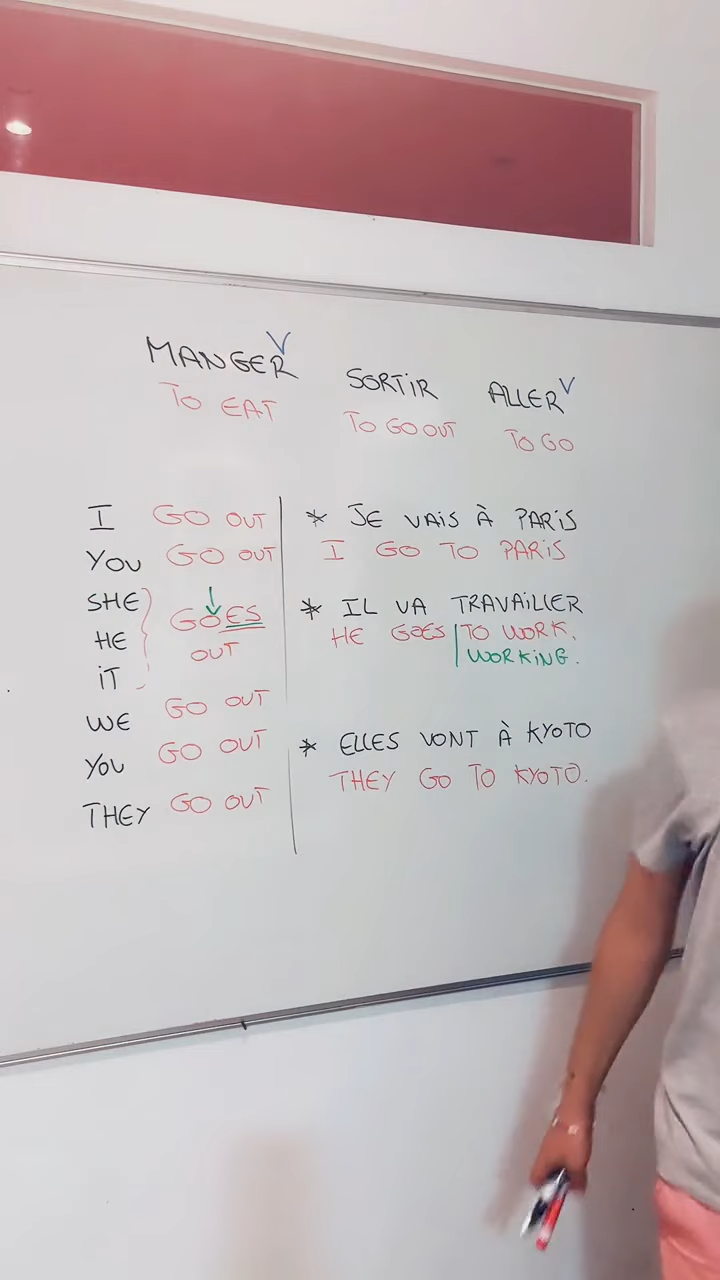 MANGER
TO EAT
SORTIR
TO GO OUT
ALLER
TO GO
I GO OUT
YOU GO OUT
SHE
HE
IT
GOES
OUT
WE GO OUT
YOU GO OUT
THEY GO OUT
* JE VAIS À PARIS
I GO TO PARIS
* IL VA TRAVAILLER
HE GOES TO WORK.
WORKING.
* ELLES VONT À KYOTO
THEY GO TO KYOTO.